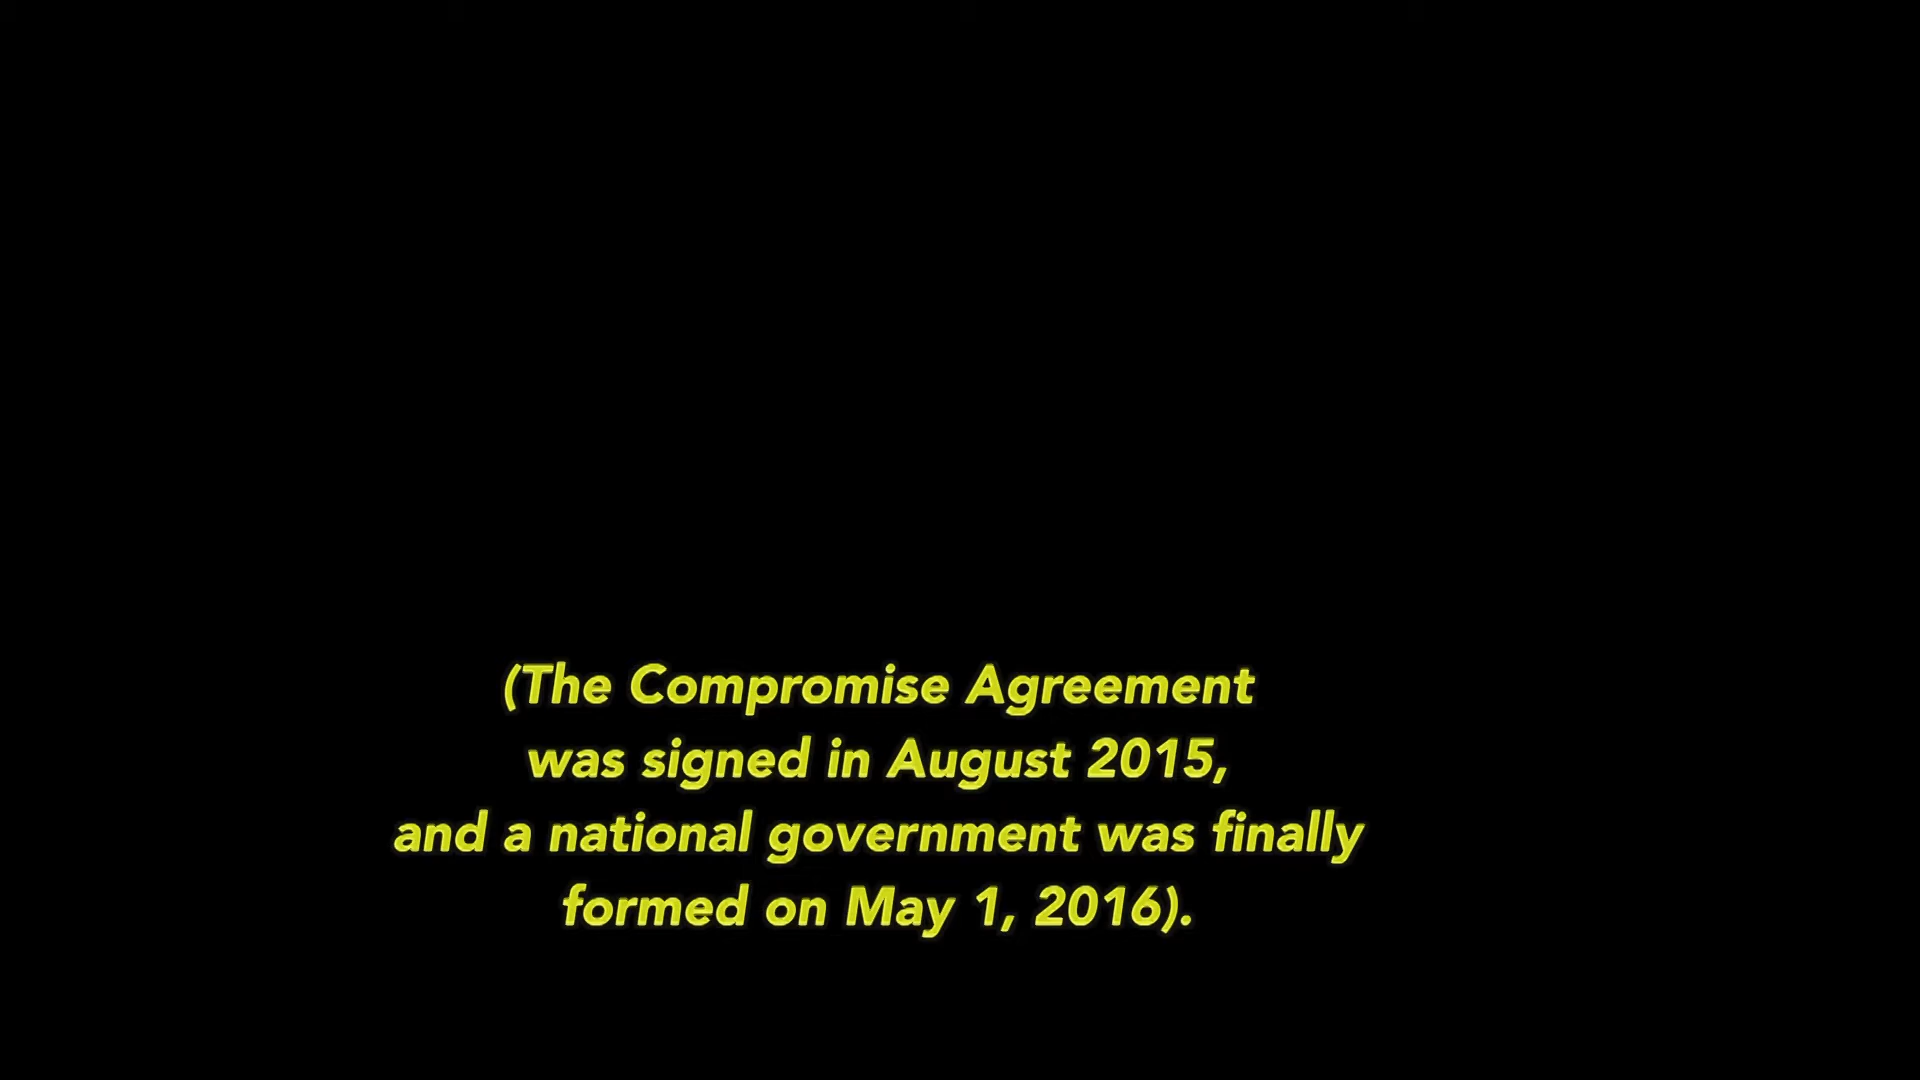 (The Compromise Agreement
was signed in August 2015,
and a national government was finally
formed on May 1, 2016).